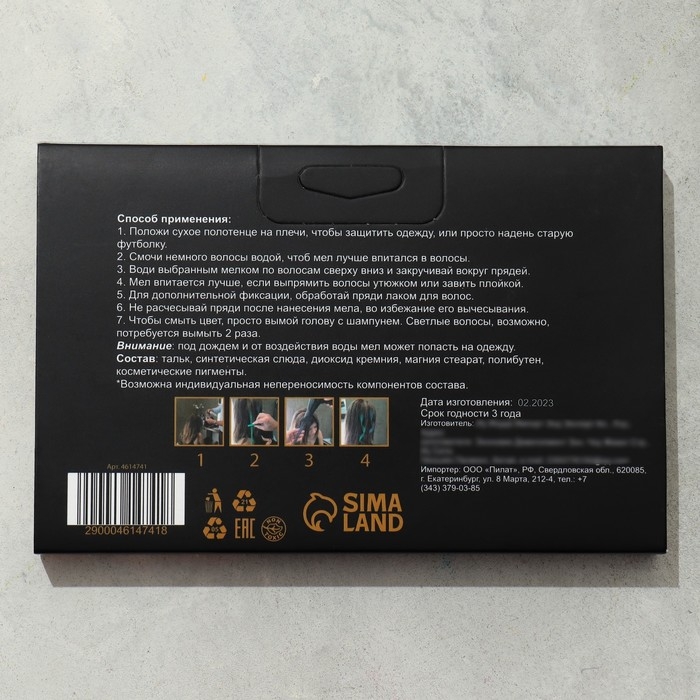 Способ применения:
1. Положи сухое полотенце на плечи, чтобы защитить одежду, или просто надень старую
футболку.
2. Смочи немного волосы водой, чтоб мел лучше впитался в волосы.
3. Води выбранным мелком по волосам сверху вниз и закручивай вокруг прядей.
4. Мел впитается лучше, если выпрямить волосы утюжком или завить плойкой.
5. Для дополнительной фиксации, обработай пряди лаком для волос.
6. Не расчесывай пряди после нанесения мела, во избежание его вычесывания.
7. Чтобы смыть цвет, просто вымой голову с шампунем. Светлые волосы, возможно,
потребуется вымыть 2 раза.
Внимание: под дождем и от воздействия воды мел может попасть на одежду.
Состав: тальк, синтетическая слюда, диоксид кремния, магния стеарат, полибутен,
косметические пигменты.
*Возможна индивидуальная непереносимость компонентов состава.
1 2 3 4
Дата изготовления: 02.2023
Срок годности 3 года
Изготовитель:
Импортер: ООО «Пилат», РФ, Свердловская обл., 620085,
г. Екатеринбург, ул. 8 Марта, 212-4, тел.: +7
(343) 379-03-85
Арт. 4614741
2900046147418
21
05
EAC
NON TOXIC
SIMA
LAND